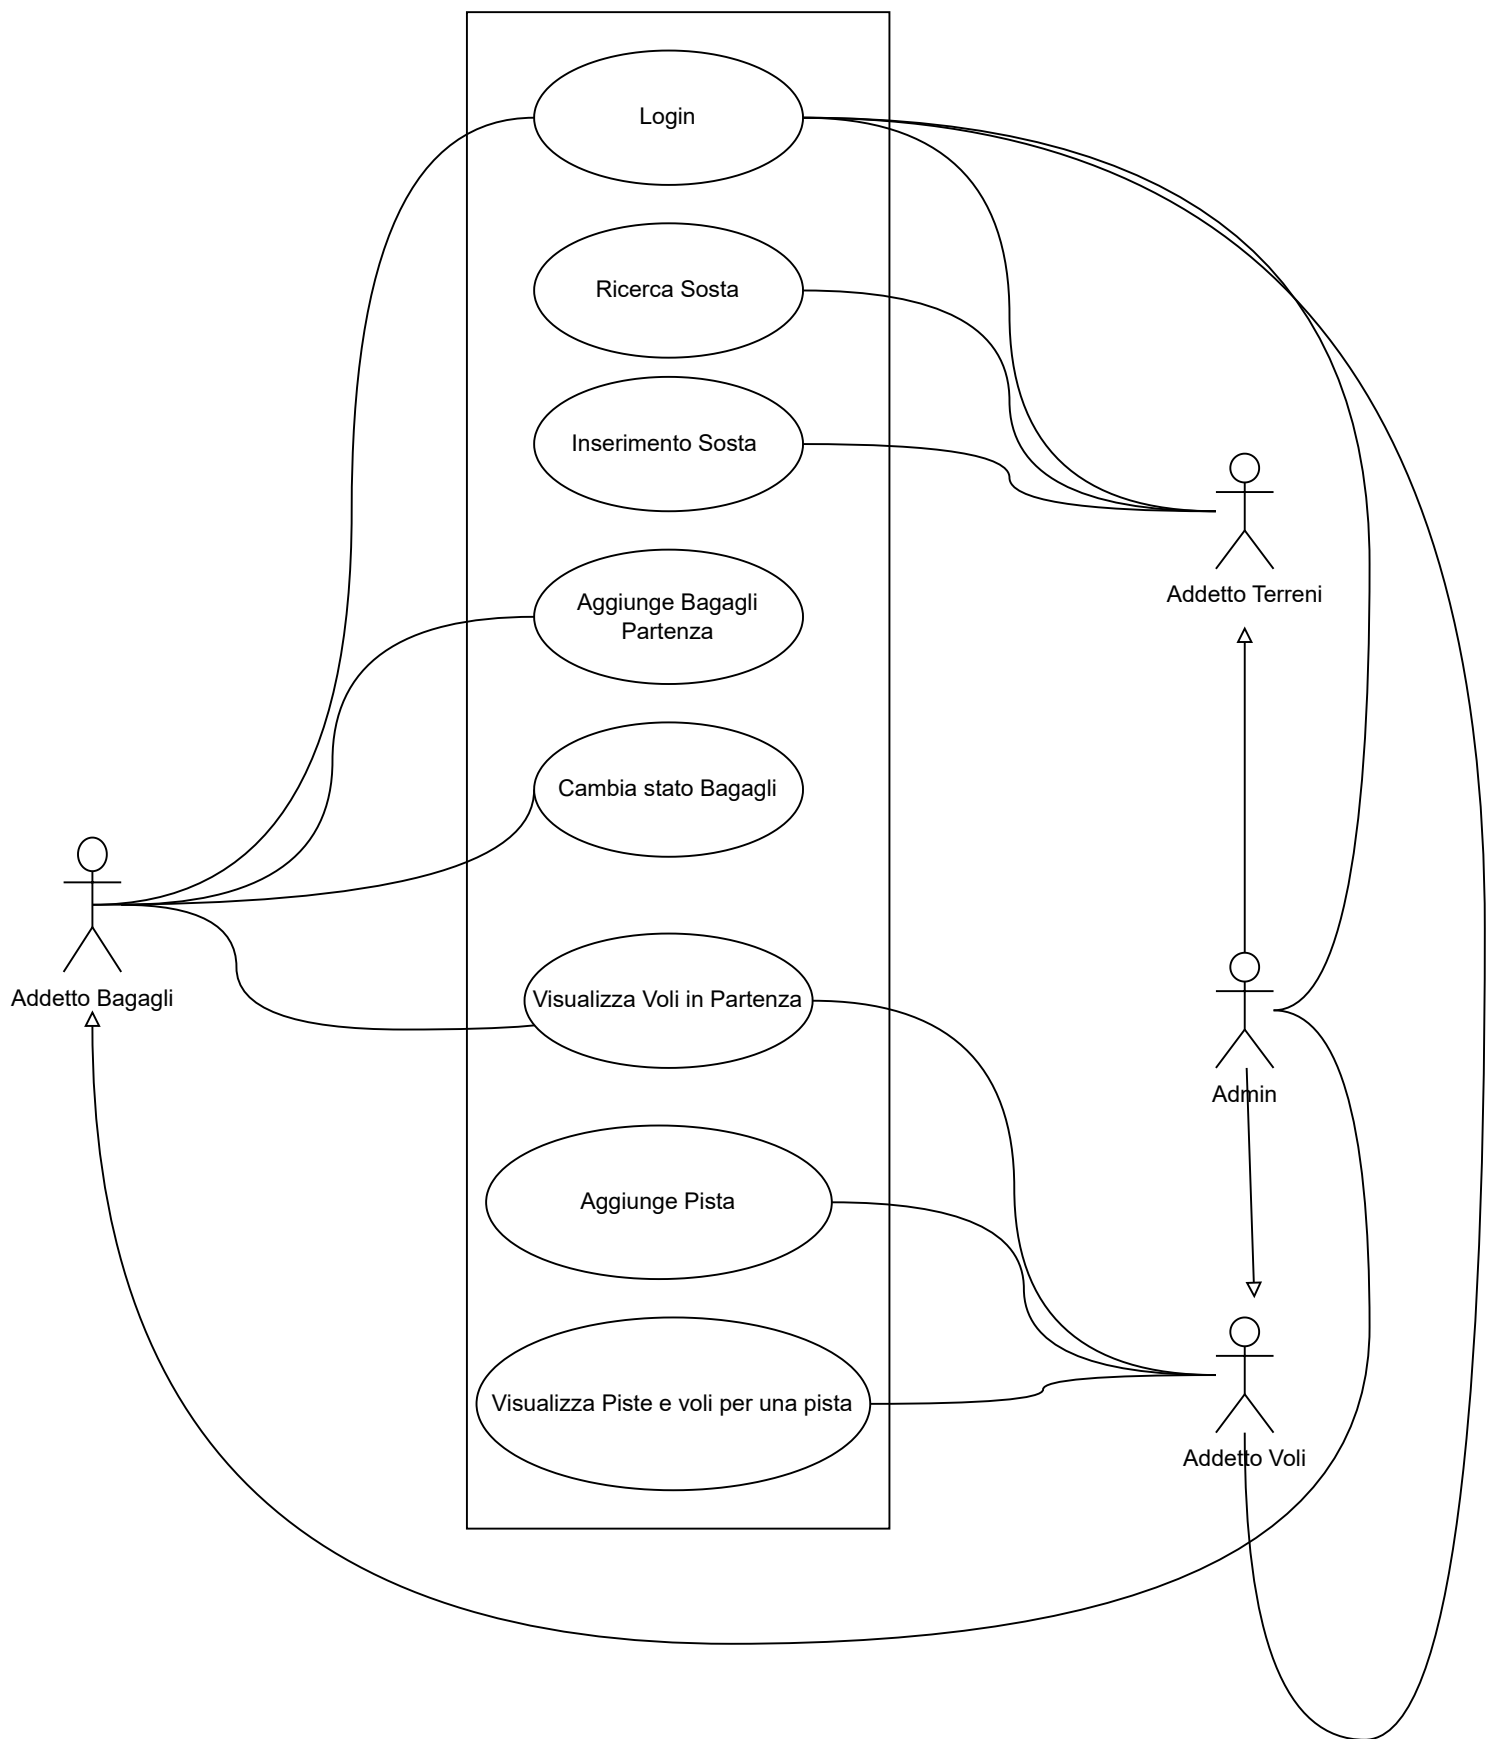 Login
Ricerca Sosta
Inserimento Sosta
Addetto Terreni
Aggiunge Bagagli
Partenza
Cambia stato Bagagli
Addetto Bagagli
Visualizza Voli in Partenza
Admin
Aggiunge Pista
Visualizza Piste e voli per una pista
Addetto Voli